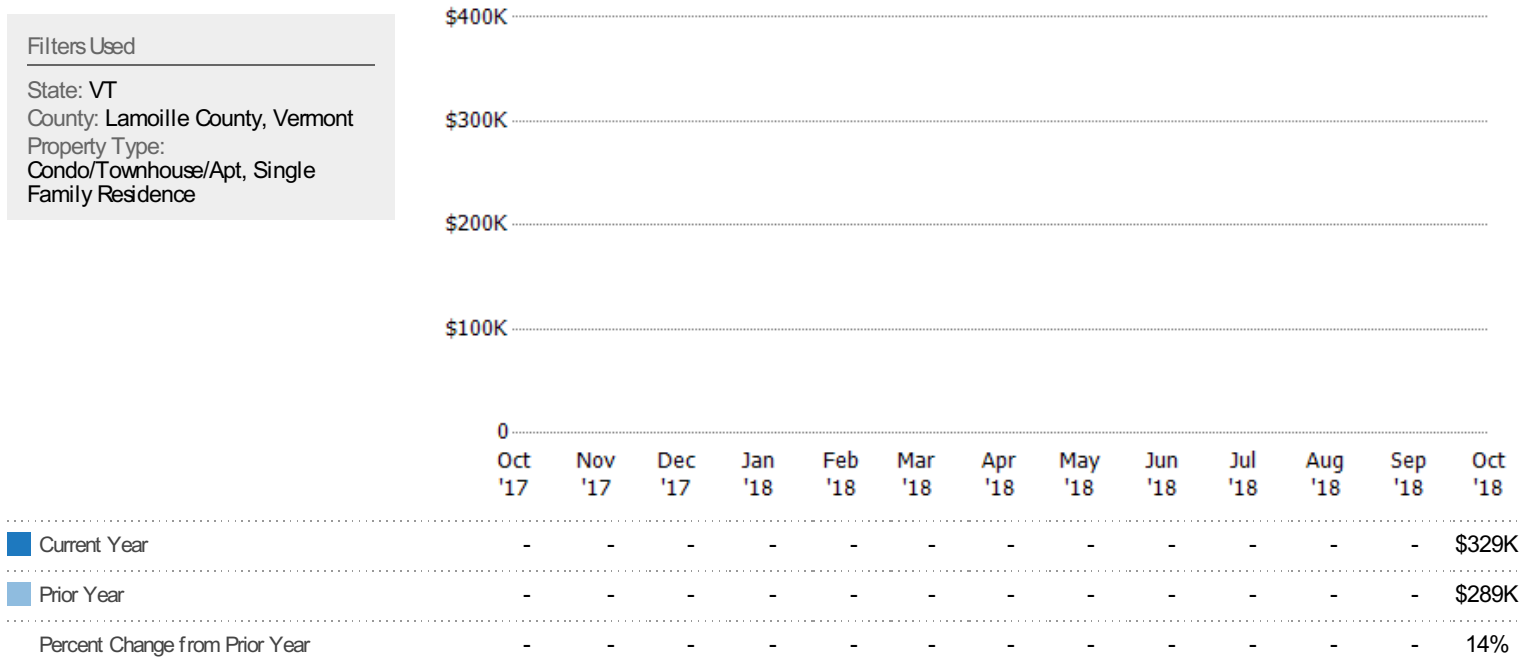 Filters Used
State: VT
County: Lamoille County, Vermont
Property Type:
Condo/Townhouse/Apt, Single
Family Residence
$400K
$300K
$200K
$100K
0
Oct Nov Dec Jan Feb Mar Apr May Jun Jul Aug Sep Oct
'17 '17 '17 '18 '18 '18 '18 '18 '18 '18 '18 '18 '18
Current Year - - - - - - - - - - - - $329K
Prior Year - - - - - - - - - - - - $289K
Percent Change from Prior Year - - - - - - - - - - - - 14%